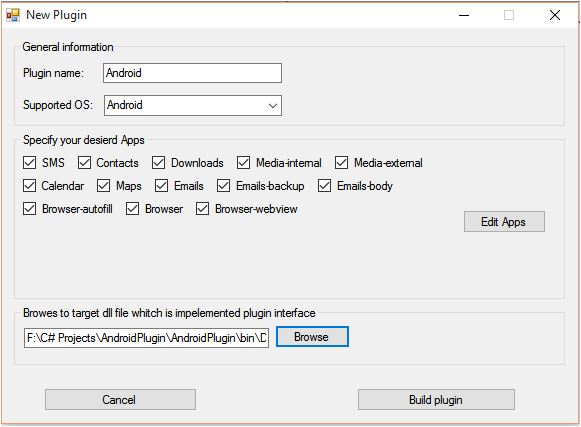 New Plugin
General information
Plugin name: Android
Supported OS: Android
Specify your desierd Apps
SMS Contacts Downloads Media-internal Media-external
Calendar Maps Emails Emails-backup Emails-body
Browser-autofill Browser Browser-webview
Edit Apps
Browes to target dll file whitch is impelemented plugin interface
F:\C# Projects\AndroidPlugin\AndroidPlugin\bin\D Browse
Cancel Build plugin